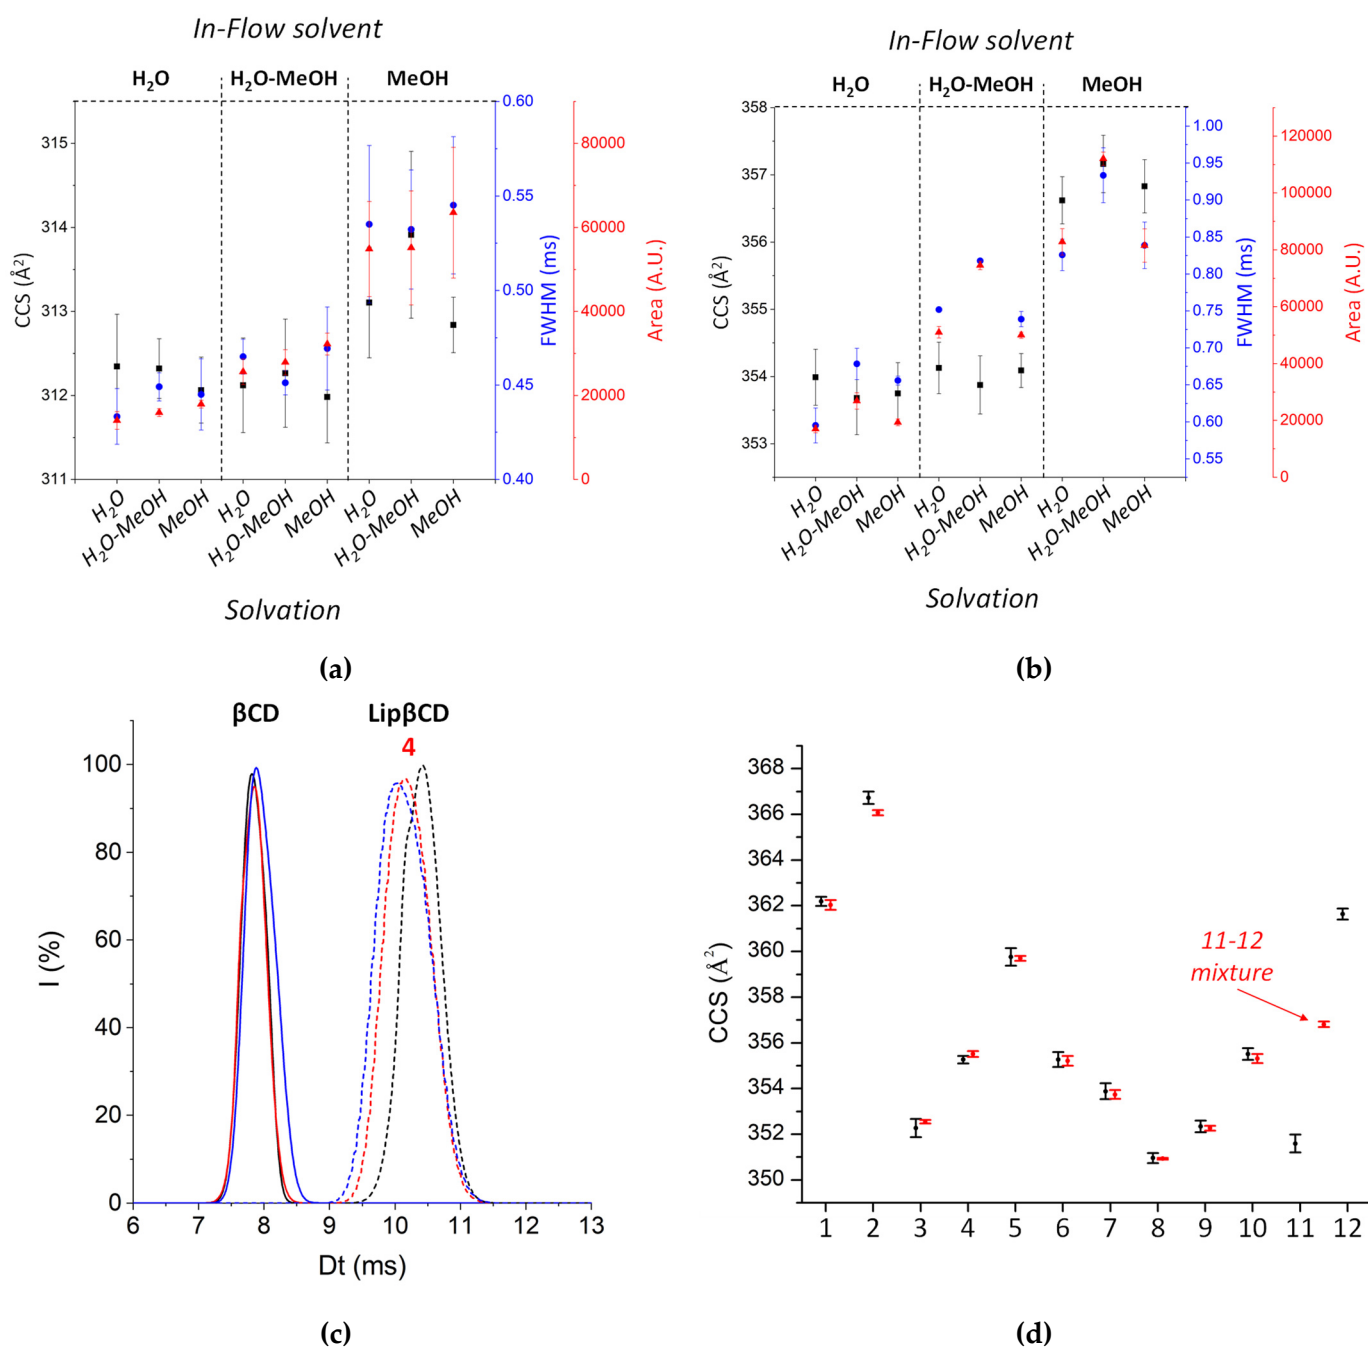 In-Flow solvent
H₂O
H₂O-MeOH
MeOH
CCS (Å²)
315
314
313
312
311
0.60
0.55
0.50
0.45
0.40
FWHM (ms)
80000
60000
40000
20000
0
Area (A.U.)
H₂O
H₂O-MeOH
MeOH
H₂O
H₂O-MeOH
MeOH
H₂O
H₂O-MeOH
MeOH
Solvation
(a)
In-Flow solvent
H₂O
H₂O-MeOH
MeOH
CCS (Å²)
358
357
356
355
354
353
1.00
0.95
0.90
0.85
0.80
0.75
0.70
0.65
0.60
0.55
FWHM (ms)
120000
100000
80000
60000
40000
20000
0
Area (A.U.)
H₂O
H₂O-MeOH
MeOH
H₂O
H₂O-MeOH
MeOH
H₂O
H₂O-MeOH
MeOH
Solvation
(b)
βCD
LipβCD
4
I (%)
100
80
60
40
20
0
6
7
8
9
10
11
12
13
Dt (ms)
(c)
CCS (Å²)
368
366
364
362
360
358
356
354
352
350
11-12
mixture
1
2
3
4
5
6
7
8
9
10
11
12
(d)